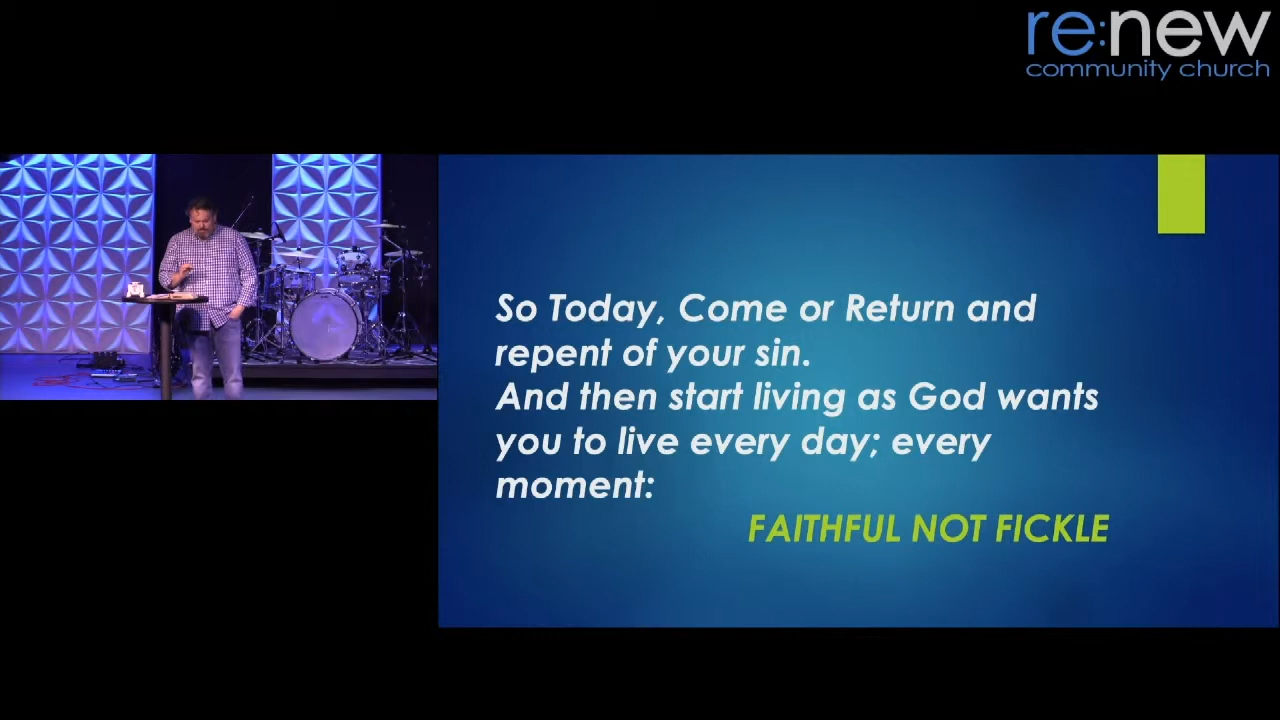 re:new
community church
So Today, Come or Return and
repent of your sin.
And then start living as God wants
you to live every day; every
moment:
FAITHFUL NOT FICKLE